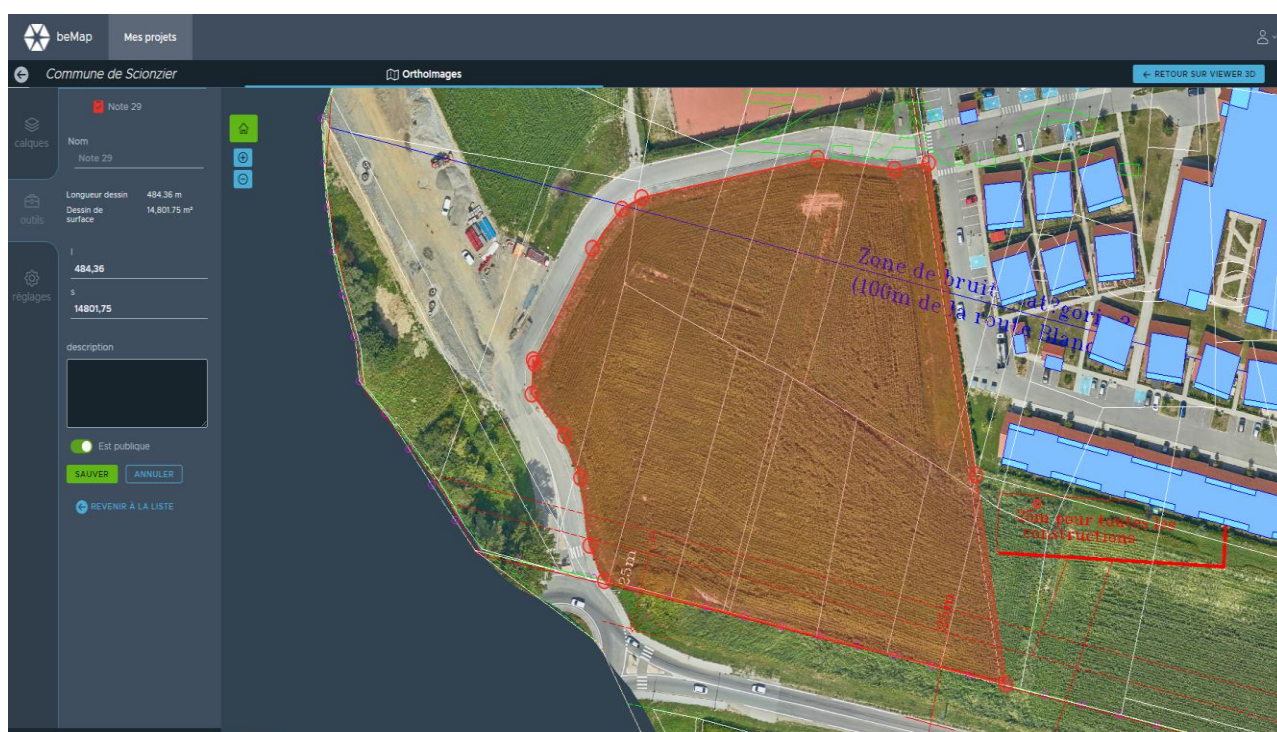 beMap
Mes projets
Commune de Scionzier
OrthoImages
← RETOUR SUR VIEWER 3D
calques
outils
réglages
Note 29
Nom
Note 29
Longueur dessin 484.36 m
Dessin de surface 14,801.75 m²
l
484,36
s
14801,75
description
Est publique
SAUVER
ANNULER
REVENIR À LA LISTE
Zone de bruit
(100m de la route Blanc
25m pour toutes les
constructions
25m